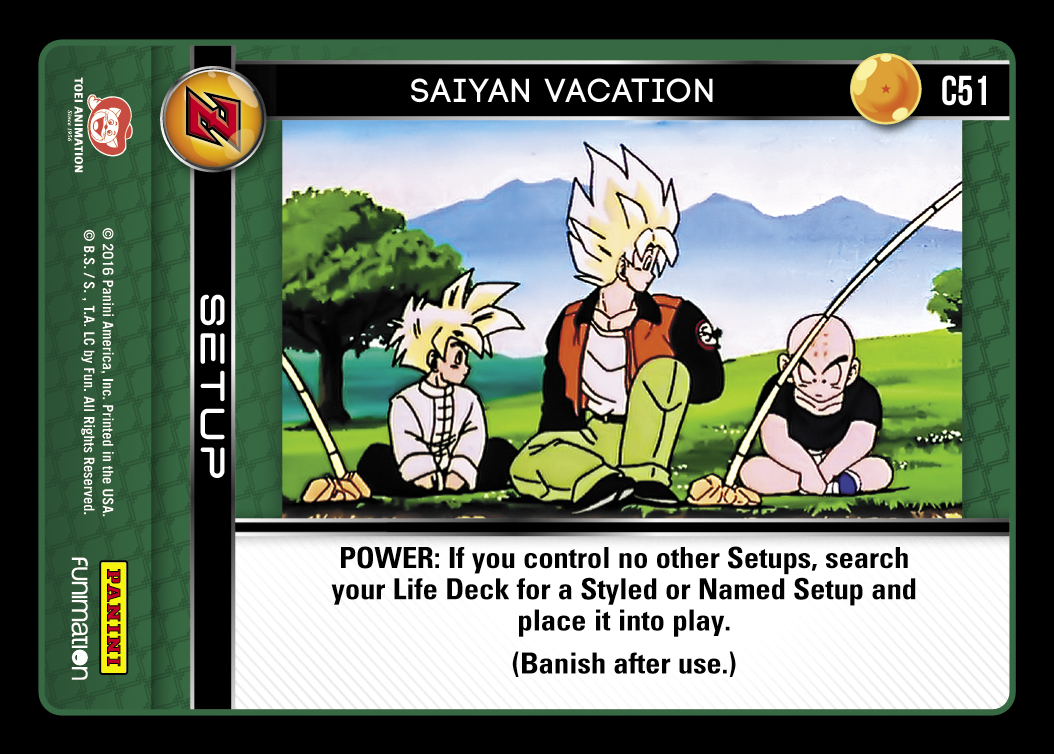 SAIYAN VACATION
C51
SETUP
POWER: If you control no other Setups, search
your Life Deck for a Styled or Named Setup and
place it into play.
(Banish after use.)
TOEI ANIMATION
Since 1956
© 2016 Panini America, Inc. Printed in the USA.
© B.S./ S. , T.A. LC by Fun. All Rights Reserved.
PANINI
FUNIMATION